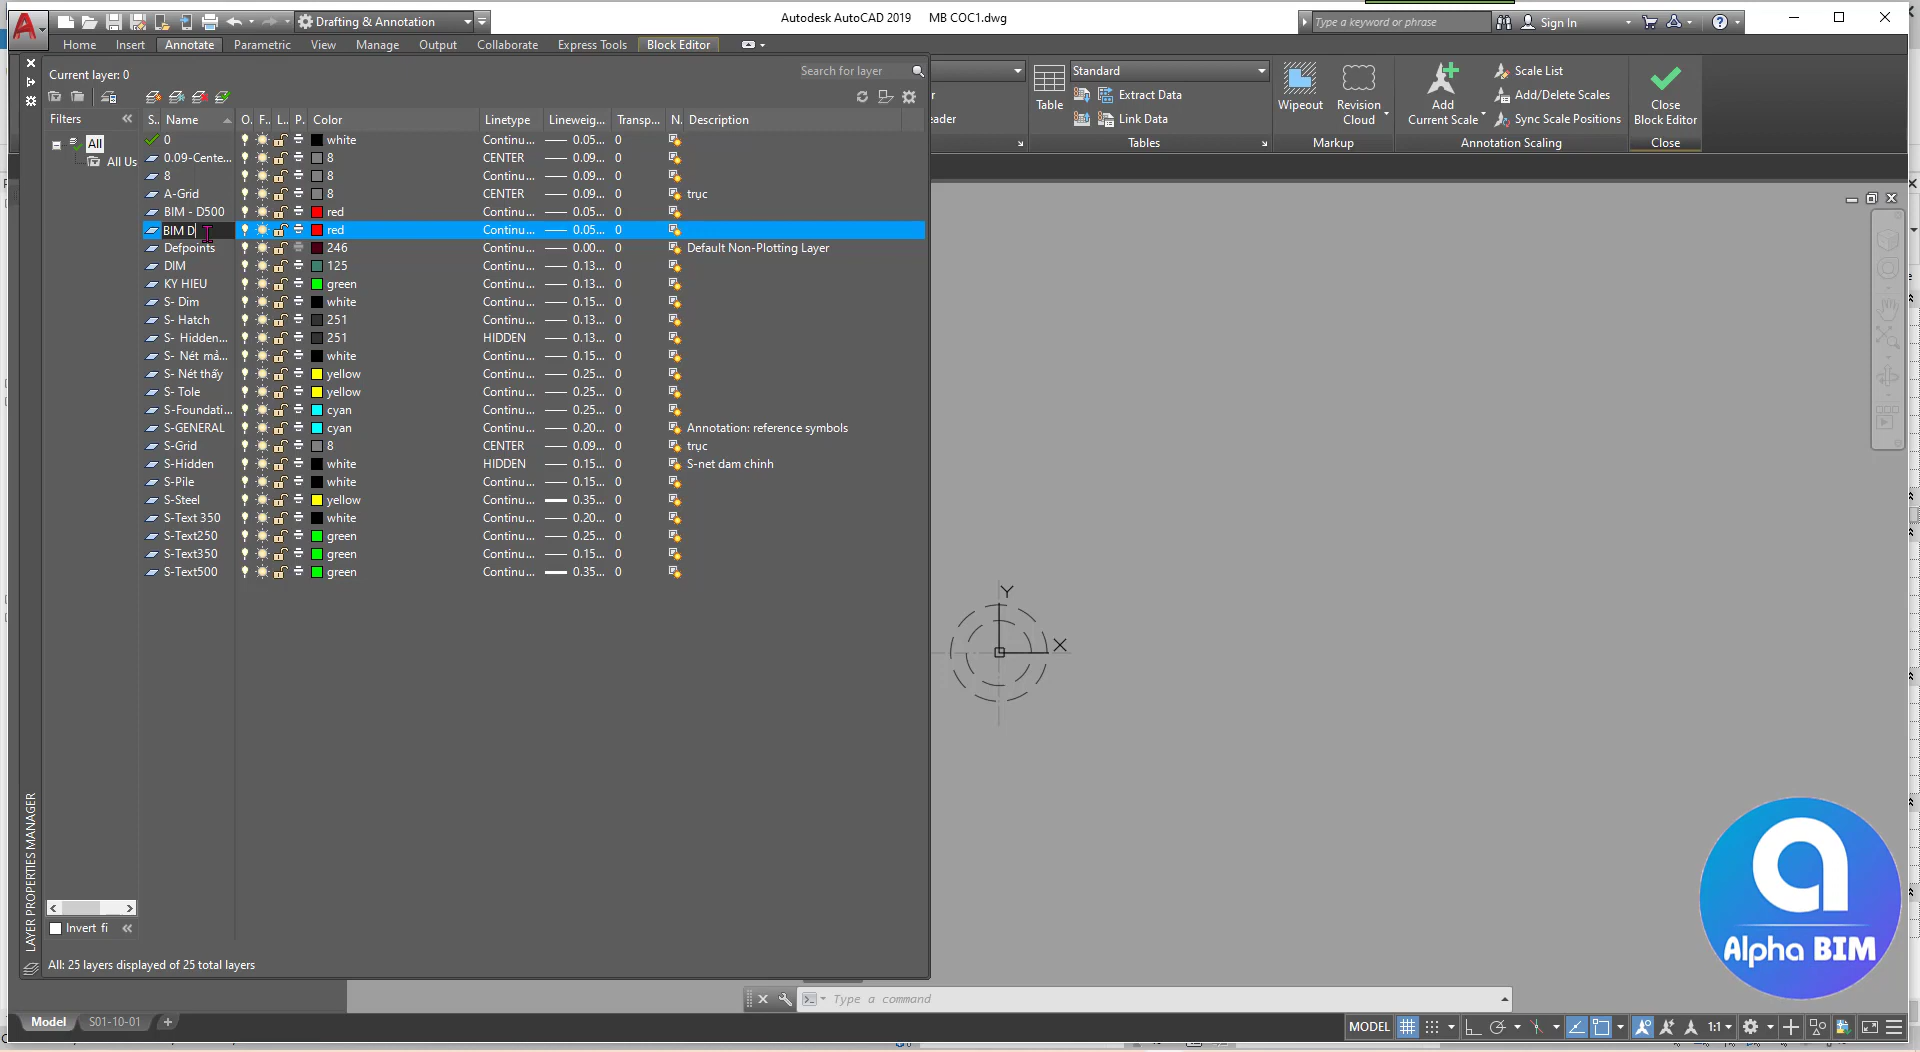 Drafting & Annotation
Autodesk AutoCAD 2019 MB COC1.dwg
Type a keyword or phrase
Sign In
Home Insert Annotate Parametric View Manage Output Collaborate Express Tools Block Editor
Current layer: 0
Search for layer
Standard
Table
Extract Data
Link Data
Tables
Wipeout
Revision
Cloud
Markup
Add
Current Scale
Scale List
Add/Delete Scales
Sync Scale Positions
Annotation Scaling
Close
Block Editor
Close
Filters
All
All Us
Invert fi
S.. Name O. F.. L.. P. Color Linetype Lineweig... Transp... N. Description
0 white Continu... 0.05... 0
0.09-Cente... 8 CENTER 0.09... 0
8 8 Continu... 0.09... 0
A-Grid 8 CENTER 0.09... 0 trục
BIM - D500 red Continu... 0.05... 0
BIM D red Continu... 0.05... 0
Defpoints 246 Continu... 0.00... 0 Default Non-Plotting Layer
DIM 125 Continu... 0.13... 0
KY HIEU green Continu... 0.13... 0
S- Dim white Continu... 0.15... 0
S- Hatch 251 Continu... 0.13... 0
S- Hidden... 251 HIDDEN 0.13... 0
S- Nét mả... white Continu... 0.15... 0
S- Nét thấy yellow Continu... 0.25... 0
S- Tole yellow Continu... 0.25... 0
S-Foundati... cyan Continu... 0.25... 0
S-GENERAL cyan Continu... 0.20... 0 Annotation: reference symbols
S-Grid 8 CENTER 0.09... 0 trục
S-Hidden white HIDDEN 0.15... 0 S-net dam chinh
S-Pile white Continu... 0.15... 0
S-Steel yellow Continu... 0.35... 0
S-Text 350 white Continu... 0.20... 0
S-Text250 green Continu... 0.25... 0
S-Text350 green Continu... 0.15... 0
S-Text500 green Continu... 0.35... 0
LAYER PROPERTIES MANAGER
All: 25 layers displayed of 25 total layers
Y
X
Alpha BIM
Type a command
Model S01-10-01
MODEL 1:1